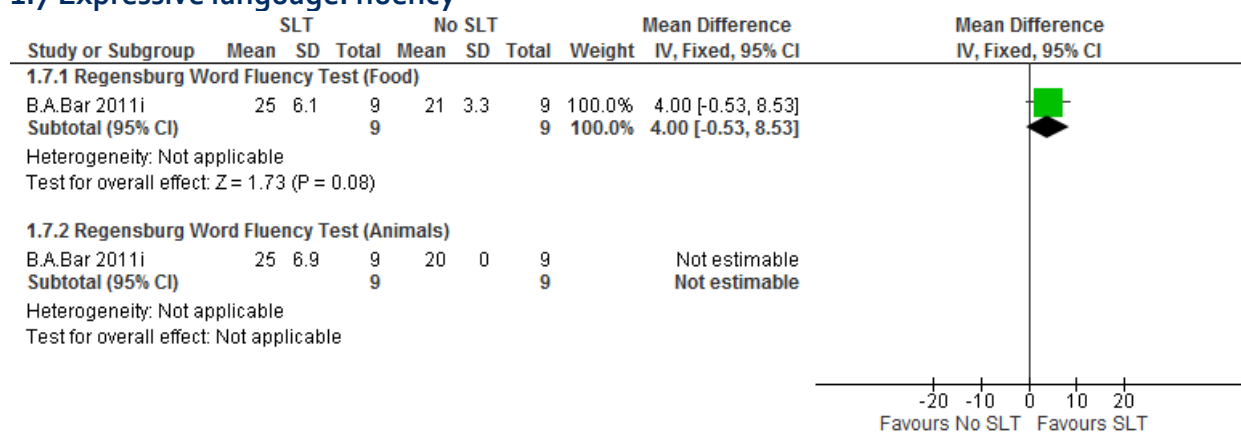 1.7 Expressive language: Fluency
SLT No SLT Mean Difference Mean Difference
Study or Subgroup Mean SD Total Mean SD Total Weight IV, Fixed, 95% CI IV, Fixed, 95% CI
1.7.1 Regensburg Word Fluency Test (Food)
B.A.Bar 2011i 25 6.1 9 21 3.3 9 100.0% 4.00 [-0.53, 8.53]
Subtotal (95% CI) 9 9 100.0% 4.00 [-0.53, 8.53]
Heterogeneity: Not applicable
Test for overall effect: Z = 1.73 (P = 0.08)
1.7.2 Regensburg Word Fluency Test (Animals)
B.A.Bar 2011i 25 6.9 9 20 0 9 Not estimable
Subtotal (95% CI) 9 9 Not estimable
Heterogeneity: Not applicable
Test for overall effect: Not applicable
-20 -10 0 10 20
Favours No SLT Favours SLT